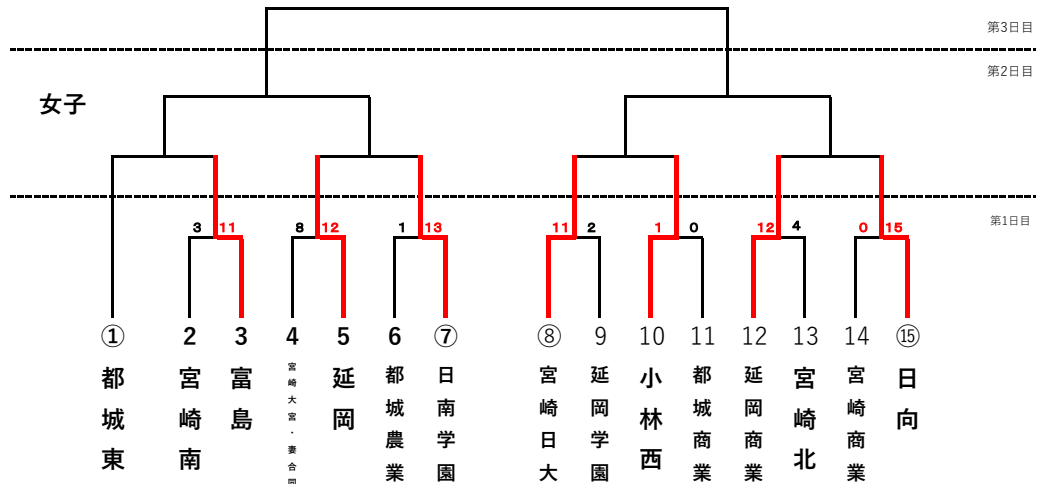 第3日目
第2日目
女子
第1日目
3 11 8 12 1 13 11 2 1 0 12 4 0 15
① 2 3 4 5 6 ⑦ ⑧ 9 10 11 12 13 14 ⑮
都城東
宮崎南
富島
宮崎大宮・妻合同
延岡
都城農業
日南学園
宮崎日大
延岡学園
小林西
都城商業
延岡商業
宮崎北
宮崎商業
日向